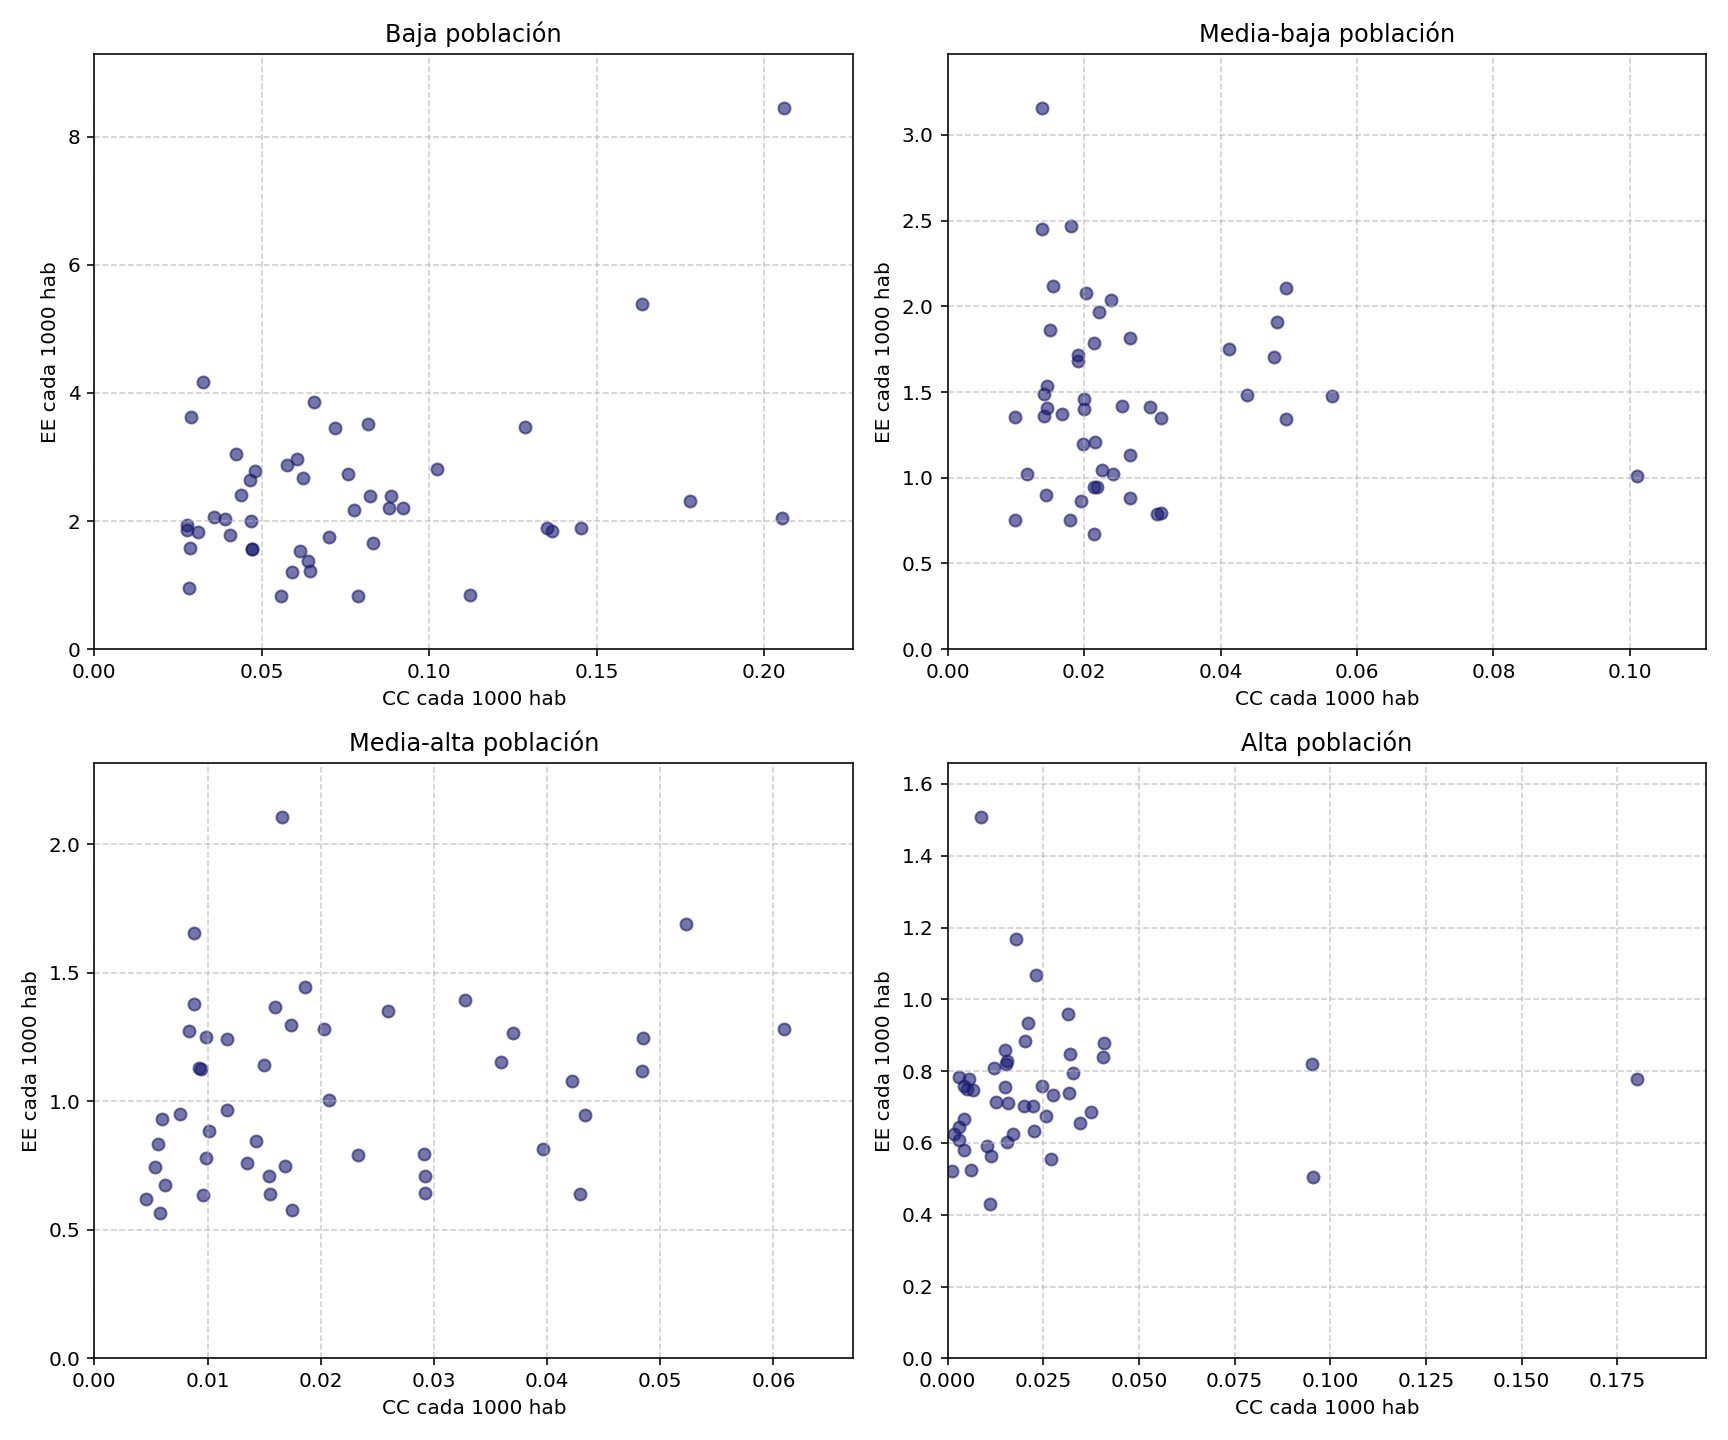 Baja población
EE cada 1000 hab
8
6
4
2
0
0.00 0.05 0.10 0.15 0.20
CC cada 1000 hab
Media-baja población
EE cada 1000 hab
3.0
2.5
2.0
1.5
1.0
0.5
0.0
0.00 0.02 0.04 0.06 0.08 0.10
CC cada 1000 hab
Media-alta población
EE cada 1000 hab
2.0
1.5
1.0
0.5
0.0
0.00 0.01 0.02 0.03 0.04 0.05 0.06
CC cada 1000 hab
Alta población
EE cada 1000 hab
1.6
1.4
1.2
1.0
0.8
0.6
0.4
0.2
0.0
0.000 0.025 0.050 0.075 0.100 0.125 0.150 0.175
CC cada 1000 hab